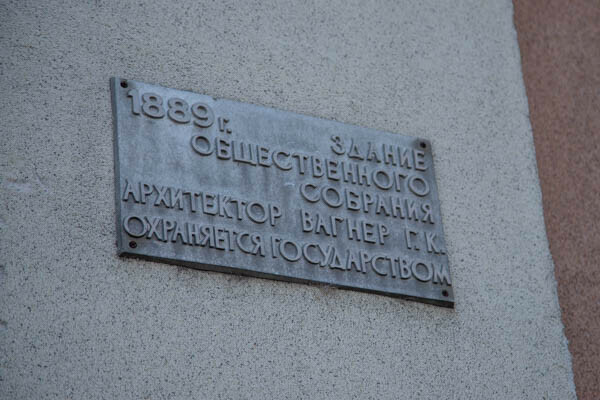 1889 г. ЗДАНИЕ
ОБЩЕСТВЕННОГО
СОБРАНИЯ
АРХИТЕКТОР ВАГНЕР Г. К.
ОХРАНЯЕТСЯ ГОСУДАРСТВОМ